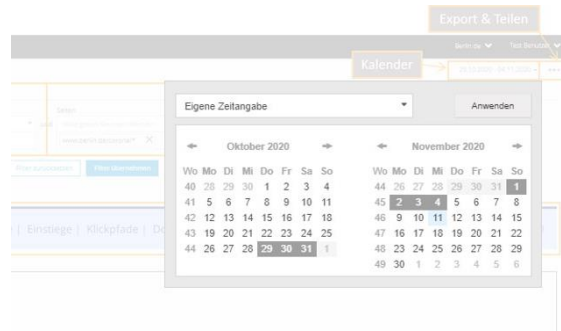 Export & Teilen
Test Benutzer
Kalender
Eigene Zeitangabe
Anwenden
Oktober 2020
Wo Mo Di Mi Do Fr Sa So
40 28 29 30 1 2 3 4
41 5 6 7 8 9 10 11
42 12 13 14 15 16 17 18
43 19 20 21 22 23 24 25
44 26 27 28 29 30 31 1
November 2020
Wo Mo Di Mi Do Fr Sa So
44 26 27 28 29 30 31 1
45 2 3 4 5 6 7 8
46 9 10 11 12 13 14 15
47 16 17 18 19 20 21 22
48 23 24 25 26 27 28 29
49 30 1 2 3 4 5 6
Filter zurücksetzen
Filter übernehmen
| Einstiege | Klickpfade |